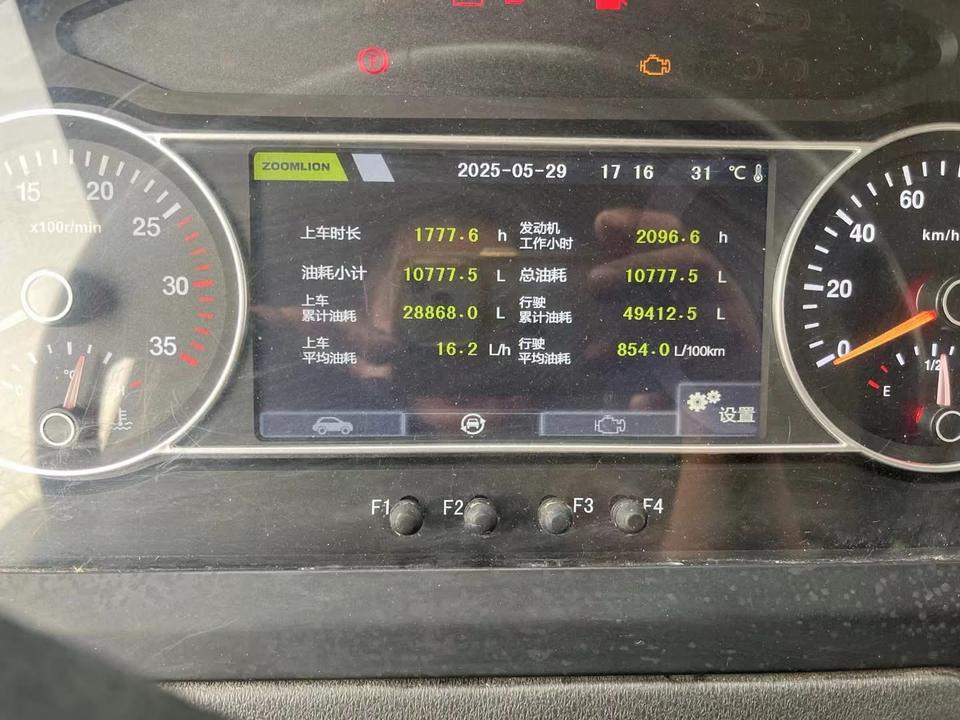 ZOOMLION 2025-05-29 17 16 31 ℃
上车时长 1777.6 h 发动机工作小时 2096.6 h
油耗小计 10777.5 L 总油耗 10777.5 L
上车累计油耗 28868.0 L 行驶累计油耗 49412.5 L
上车平均油耗 16.2 L/h 行驶平均油耗 854.0 L/100km
设置
15 20 25 30 35
x100r/min
°C
C H
60 40 20 0
km/h
1/2
E
F1 F2 F3 F4